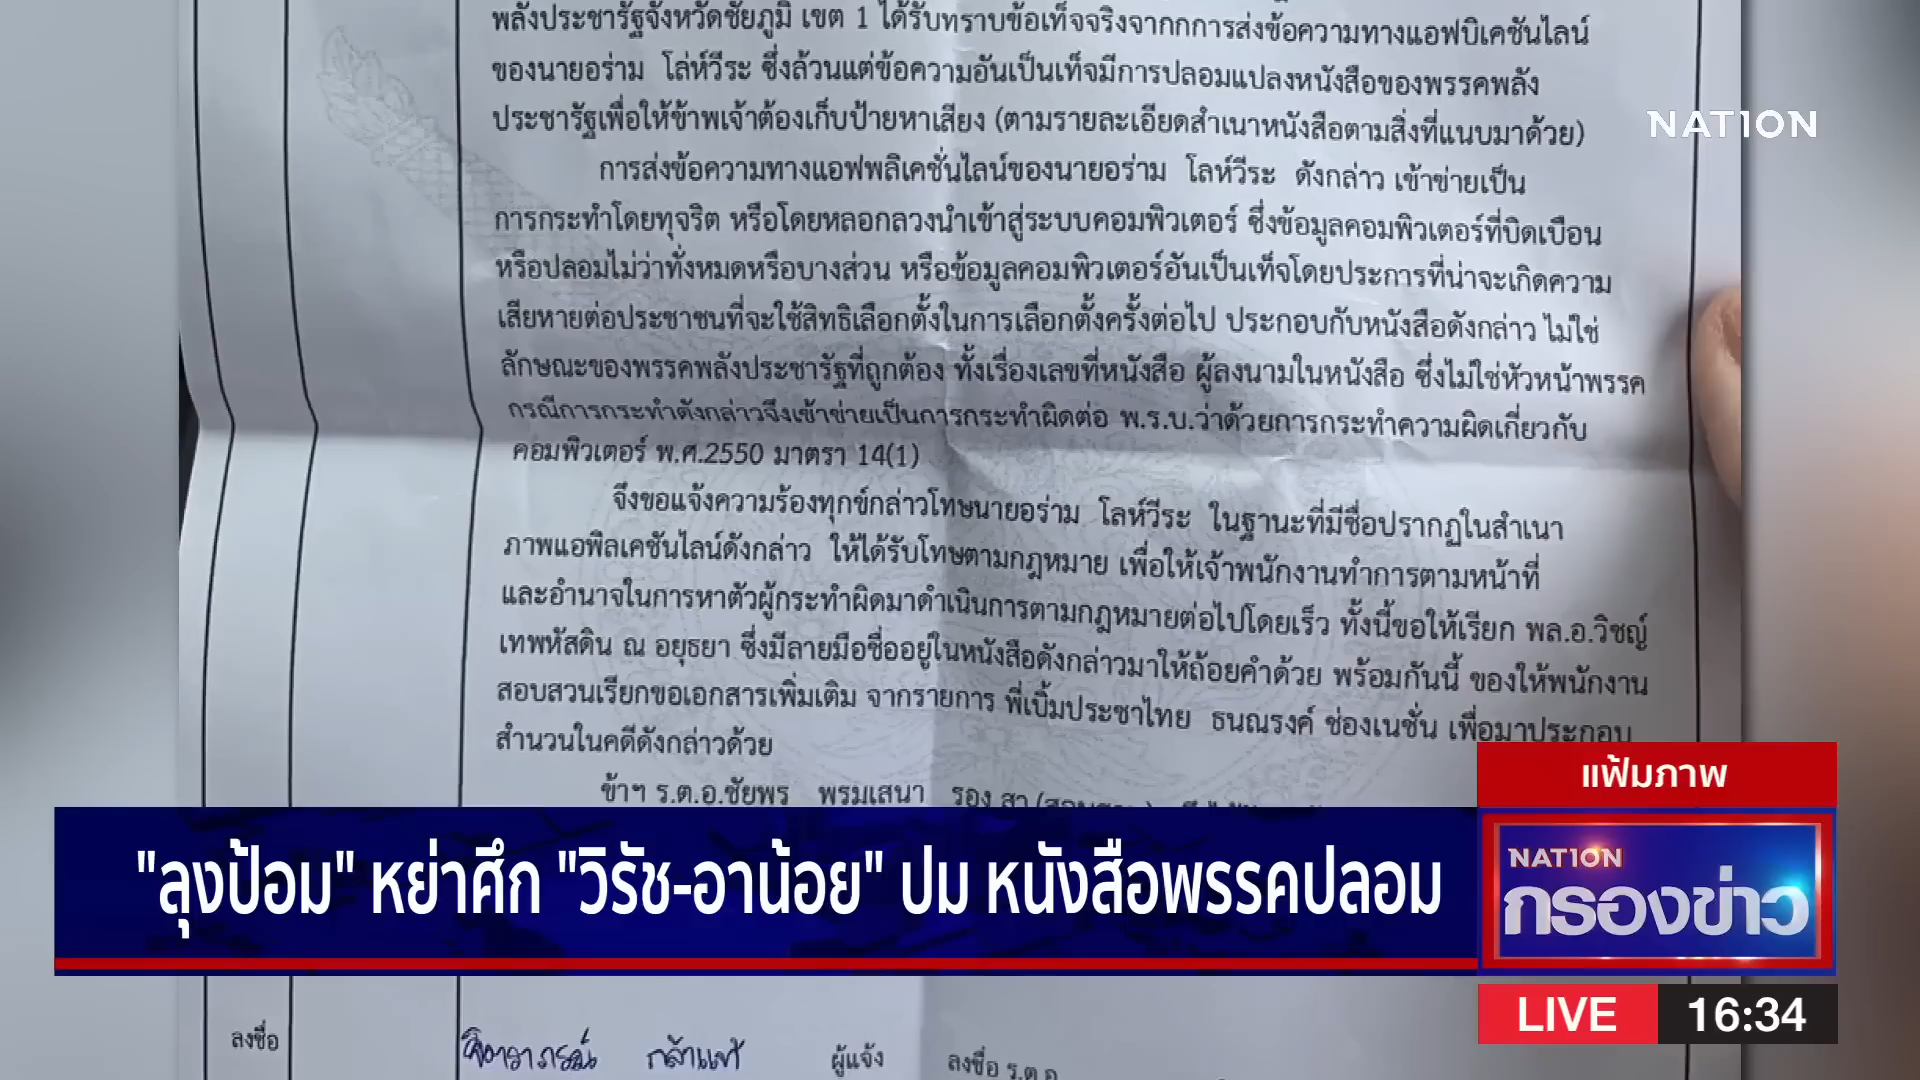 พลังประชารัฐจังหวัดชัยภูมิ เขต 1 ได้รับทราบข้อเท็จจริงจากกการส่งข้อความทางแอฟบิเคชันไลน์
ของนายอร่าม โล่ห์วีระ ซึ่งล้วนแต่ข้อความอันเป็นเท็จมีการปลอมแปลงหนังสือของพรรคพลัง
ประชารัฐเพื่อให้ข้าพเจ้าต้องเก็บป้ายหาเสียง (ตามรายละเอียดสำเนาหนังสือตามสิ่งที่แนบมาด้วย)
NATION
การส่งข้อความทางแอฟพลิเคชั่นไลน์ของนายอร่าม โลห์วีระ ดังกล่าว เข้าข่ายเป็น
การกระทำโดยทุจริต หรือโดยหลอกลวงนำเข้าสู่ระบบคอมพิวเตอร์ ซึ่งข้อมูลคอมพิวเตอร์ที่บิดเบือน
หรือปลอมไม่ว่าทั่งหมดหรือบางส่วน หรือข้อมูลคอมพิวเตอร์อันเป็นเท็จโดยประการที่น่าจะเกิดความ
เสียหายต่อประชาชนที่จะใช้สิทธิเลือกตั้งในการเลือกตั้งครั้งต่อไป ประกอบกับหนังสือดังกล่าว ไม่ใช่
ลักษณะของพรรคพลังประชารัฐที่ถูกต้อง ทั้งเรื่องเลขที่หนังสือ ผู้ลงนามในหนังสือ ซึ่งไม่ใช่หัวหน้าพรรค
กรณีการกระทำดังกล่าวจึงเข้าข่ายเป็นการกระทำผิดต่อ พ.ร.บ.ว่าด้วยการกระทำความผิดเกี่ยวกับ
คอมพิวเตอร์ พ.ศ.2550 มาตรา 14(1)
จึงขอแจ้งความร้องทุกข์กล่าวโทษนายอร่าม โลห์วีระ ในฐานะที่มีชื่อปรากฏในสำเนา
ภาพแอพิลเคชันไลน์ดังกล่าว ให้ได้รับโทษตามกฎหมาย เพื่อให้เจ้าพนักงานทำการตามหน้าที่
และอำนาจในการหาตัวผู้กระทำผิดมาดำเนินการตามกฎหมายต่อไปโดยเร็ว ทั้งนี้ขอให้เรียก พล.อ.วิชญ์
เทพหัสดิน ณ อยุธยา ซึ่งมีลายมือชื่ออยู่ในหนังสือดังกล่าวมาให้ถ้อยคำด้วย พร้อมกันนี้ ของให้พนักงาน
สอบสวนเรียกขอเอกสารเพิ่มเติม จากรายการ พี่เบิ้มประชาไทย ธนณรงค์ ช่องเนชั่น เพื่อมาประกอบ
สำนวนในคดีดังกล่าวด้วย
ข้าฯ ร.ต.อ.ชัยพร พรมเสนา รอง สว.
แฟ้มภาพ
"ลุงป้อม" หย่าศึก "วิรัช-อาน้อย" ปม หนังสือพรรคปลอม
NATION
กรองข่าว
LIVE 16:34
ลงชื่อ ผู้แจ้ง ลงชื่อ ร.ต.อ.